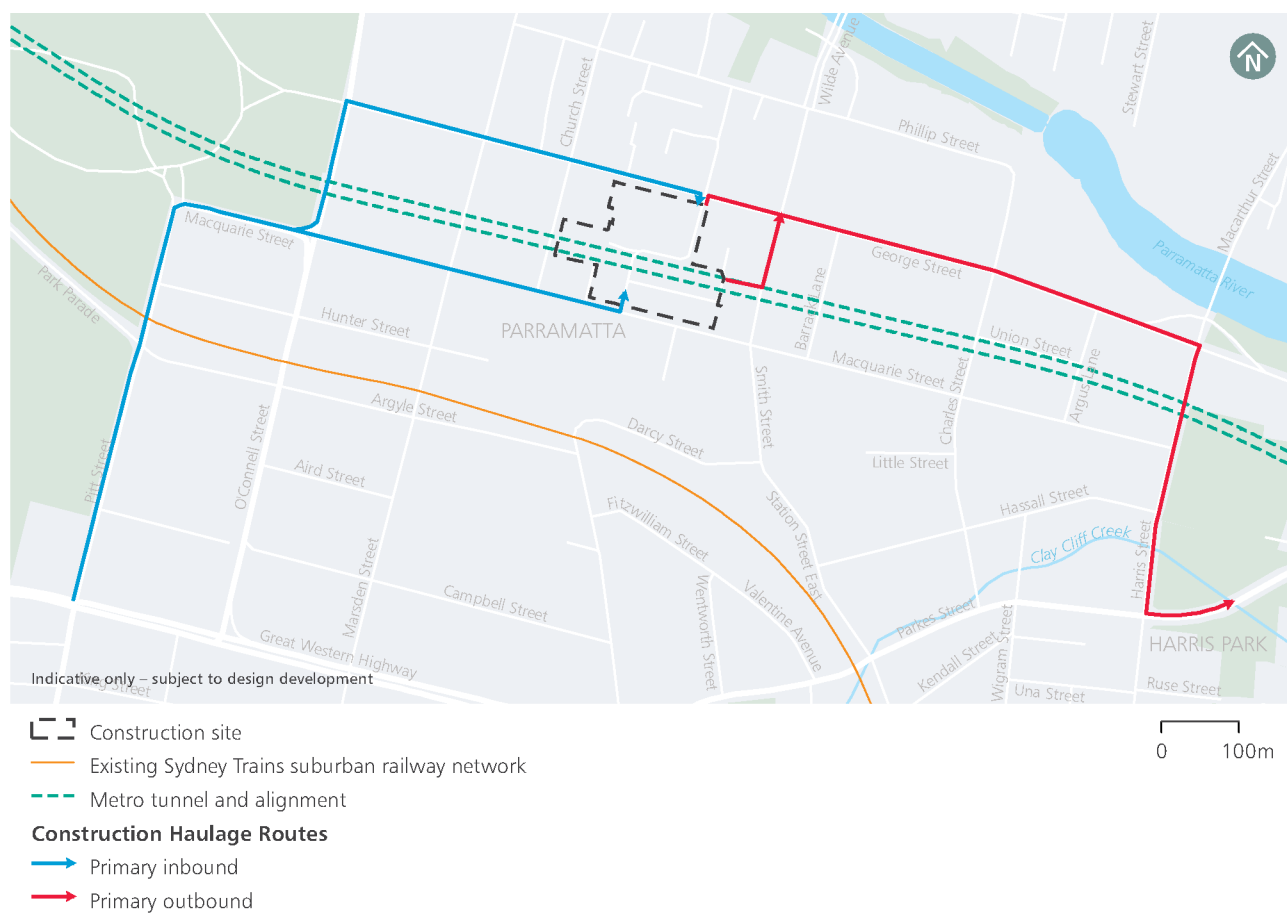 N
Wilde Avenue
Stewart Street
Church Street
Phillip Street
Macarthur Street
Macquarie Street
George Street
Parramatta River
Park Parade
Hunter Street
PARRAMATTA
Barrack Lane
Union Street
Macquarie Street
Argus Lane
Smith Street
Charles Street
Argyle Street
Darcy Street
O'Connell Street
Pitt Street
Aird Street
Little Street
Hassall Street
Station Street East
Fitzwilliam Street
Clay Cliff Creek
Harris Street
Marsden Street
Campbell Street
Wentworth Street
Valentine Avenue
Parkes Street
Great Western Highway
Kendall Street
Wigram Street
HARRIS PARK
Una Street
Ruse Street
Street
Indicative only – subject to design development
Construction site
Existing Sydney Trains suburban railway network
Metro tunnel and alignment
Construction Haulage Routes
Primary inbound
Primary outbound
0 100m